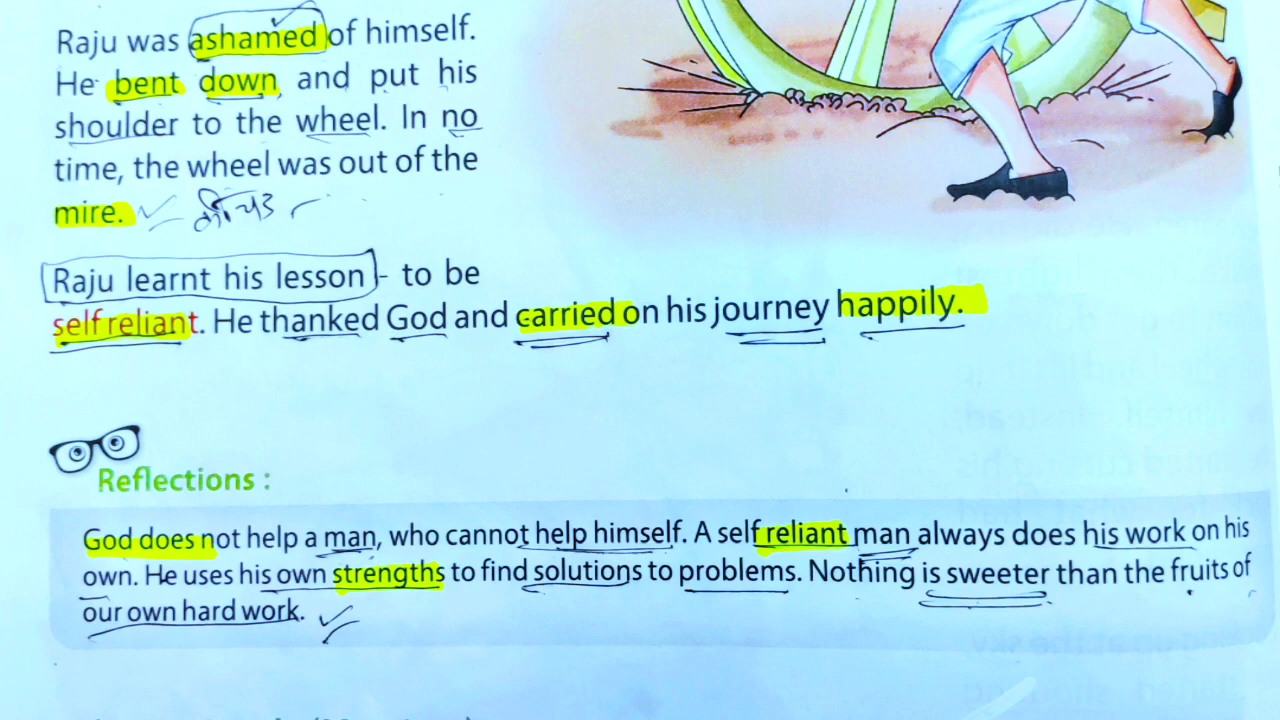 Raju was ashamed of himself.
He bent down, and put his
shoulder to the wheel. In no
time, the wheel was out of the
mire.
Raju learnt his lesson - to be
self reliant. He thanked God and carried on his journey happily.
Reflections :
God does not help a man, who cannot help himself. A self reliant man always does his work on his
own. He uses his own strengths to find solutions to problems. Nothing is sweeter than the fruits of
our own hard work.